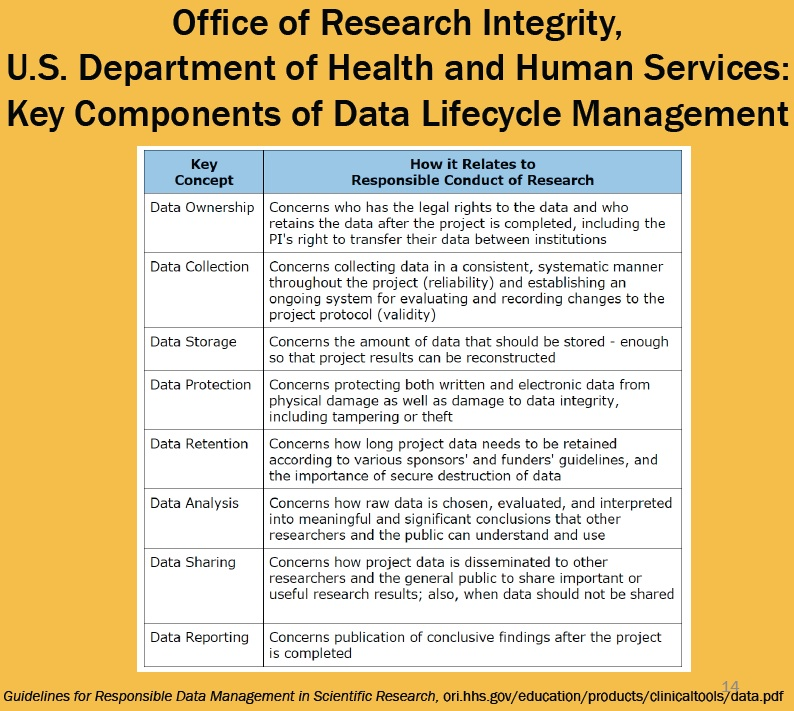 Office of Research Integrity,
U.S. Department of Health and Human Services:
Key Components of Data Lifecycle Management
Key
Concept
How it Relates to
Responsible Conduct of Research
Data Ownership
Concerns who has the legal rights to the data and who
retains the data after the project is completed, including the
PI's right to transfer their data between institutions
Data Collection
Concerns collecting data in a consistent, systematic manner
throughout the project (reliability) and establishing an
ongoing system for evaluating and recording changes to the
project protocol (validity)
Data Storage
Concerns the amount of data that should be stored - enough
so that project results can be reconstructed
Data Protection
Concerns protecting both written and electronic data from
physical damage as well as damage to data integrity,
including tampering or theft
Data Retention
Concerns how long project data needs to be retained
according to various sponsors' and funders' guidelines, and
the importance of secure destruction of data
Data Analysis
Concerns how raw data is chosen, evaluated, and interpreted
into meaningful and significant conclusions that other
researchers and the public can understand and use
Data Sharing
Concerns how project data is disseminated to other
researchers and the general public to share important or
useful research results; also, when data should not be shared
Data Reporting
Concerns publication of conclusive findings after the project
is completed
14
Guidelines for Responsible Data Management in Scientific Research, ori.hhs.gov/education/products/clinicaltools/data.pdf